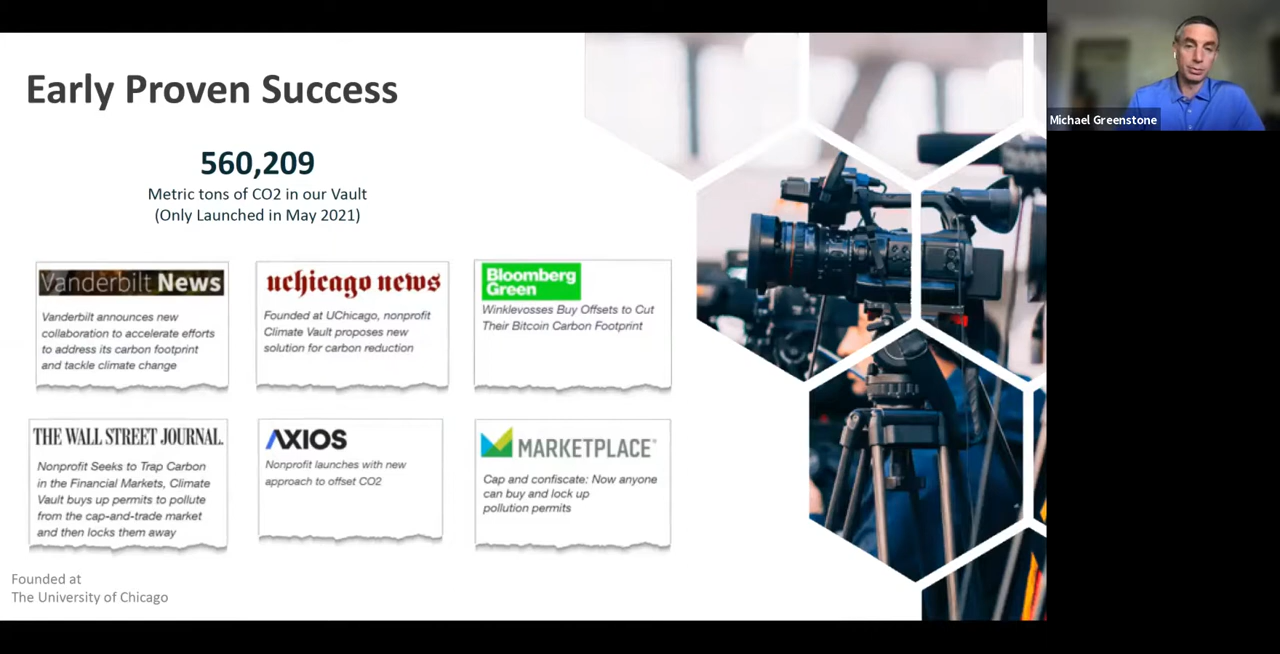 Early Proven Success
560,209
Metric tons of CO2 in our Vault
(Only Launched in May 2021)
Vanderbilt News
Vanderbilt announces new
collaboration to accelerate efforts
to address its carbon footprint
and tackle climate change
uchicago news
Founded at UChicago, nonprofit
Climate Vault proposes new
solution for carbon reduction
Bloomberg
Green
Winklevosses Buy Offsets to Cut
Their Bitcoin Carbon Footprint
THE WALL STREET JOURNAL.
Nonprofit Seeks to Trap Carbon
in the Financial Markets, Climate
Vault buys up permits to pollute
from the cap-and-trade market
and then locks them away
AXIOS
Nonprofit launches with new
approach to offset CO2
MARKETPLACE®
Cap and confiscate: Now anyone
can buy and lock up
pollution permits
Founded at
The University of Chicago
Michael Greenstone